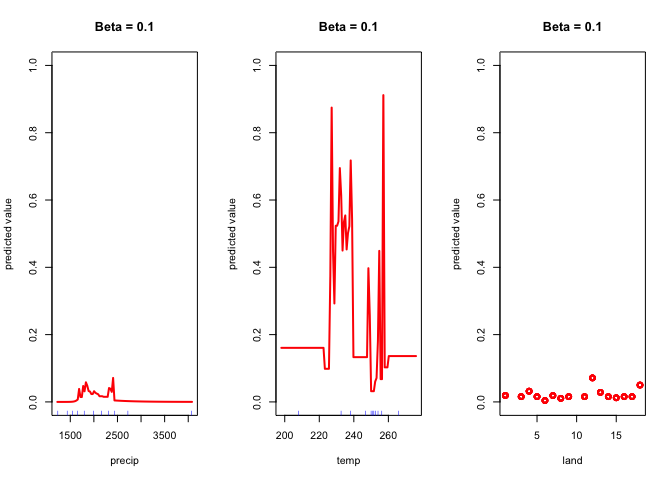 Beta = 0.1
predicted value
0.0 0.2 0.4 0.6 0.8 1.0
1500 2500 3500
precip
Beta = 0.1
predicted value
0.0 0.2 0.4 0.6 0.8 1.0
200 220 240 260
temp
Beta = 0.1
predicted value
0.0 0.2 0.4 0.6 0.8 1.0
5 10 15
land